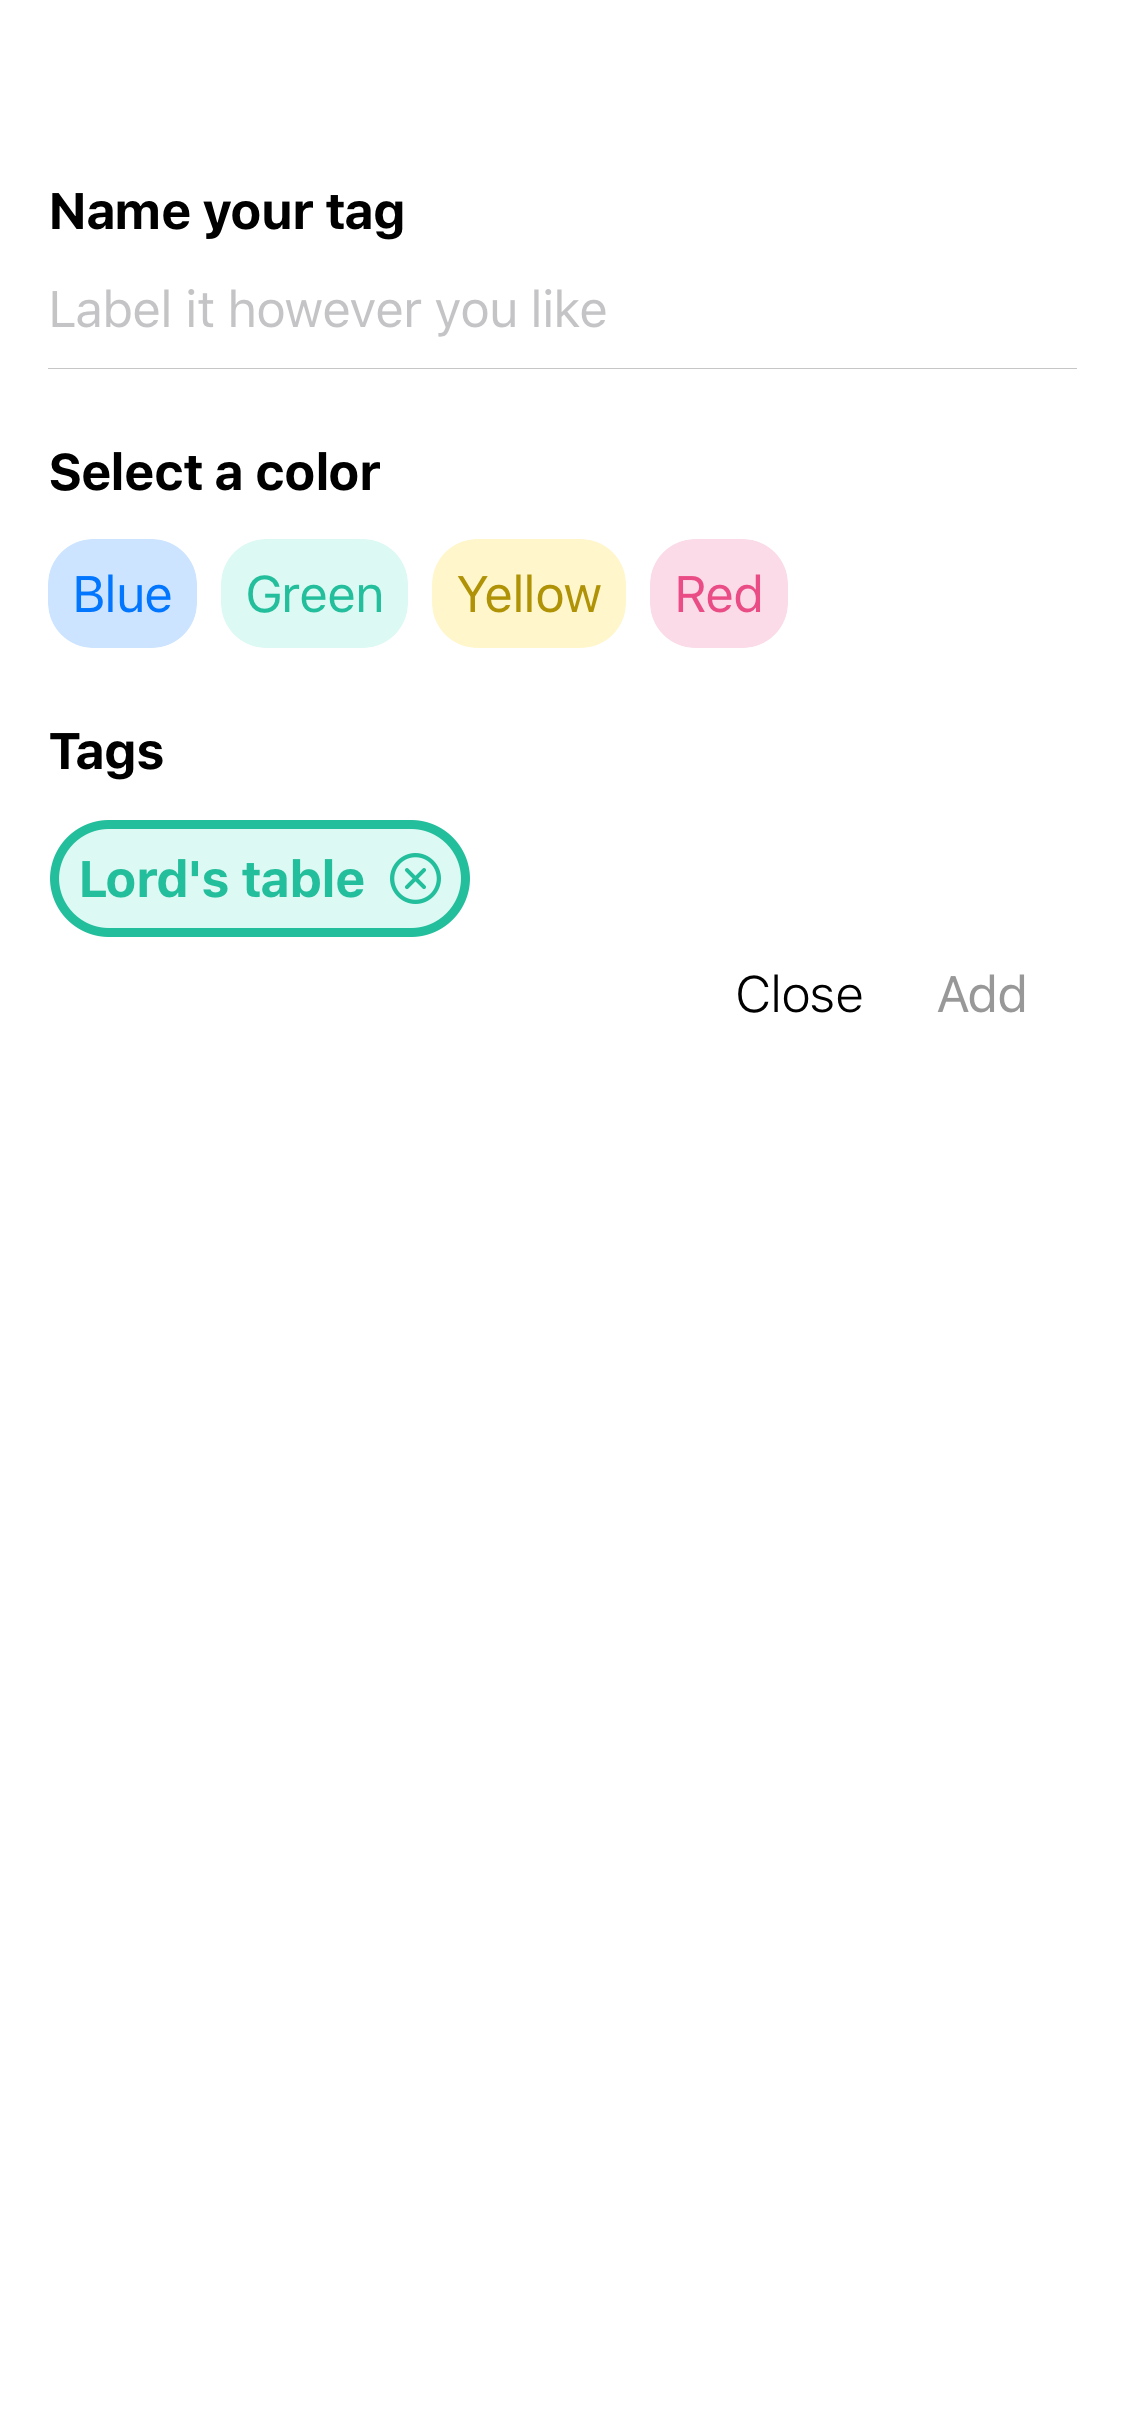 Name your tag
Label it however you like
Select a color
Blue Green Yellow Red
Tags
Lord's table
Close Add